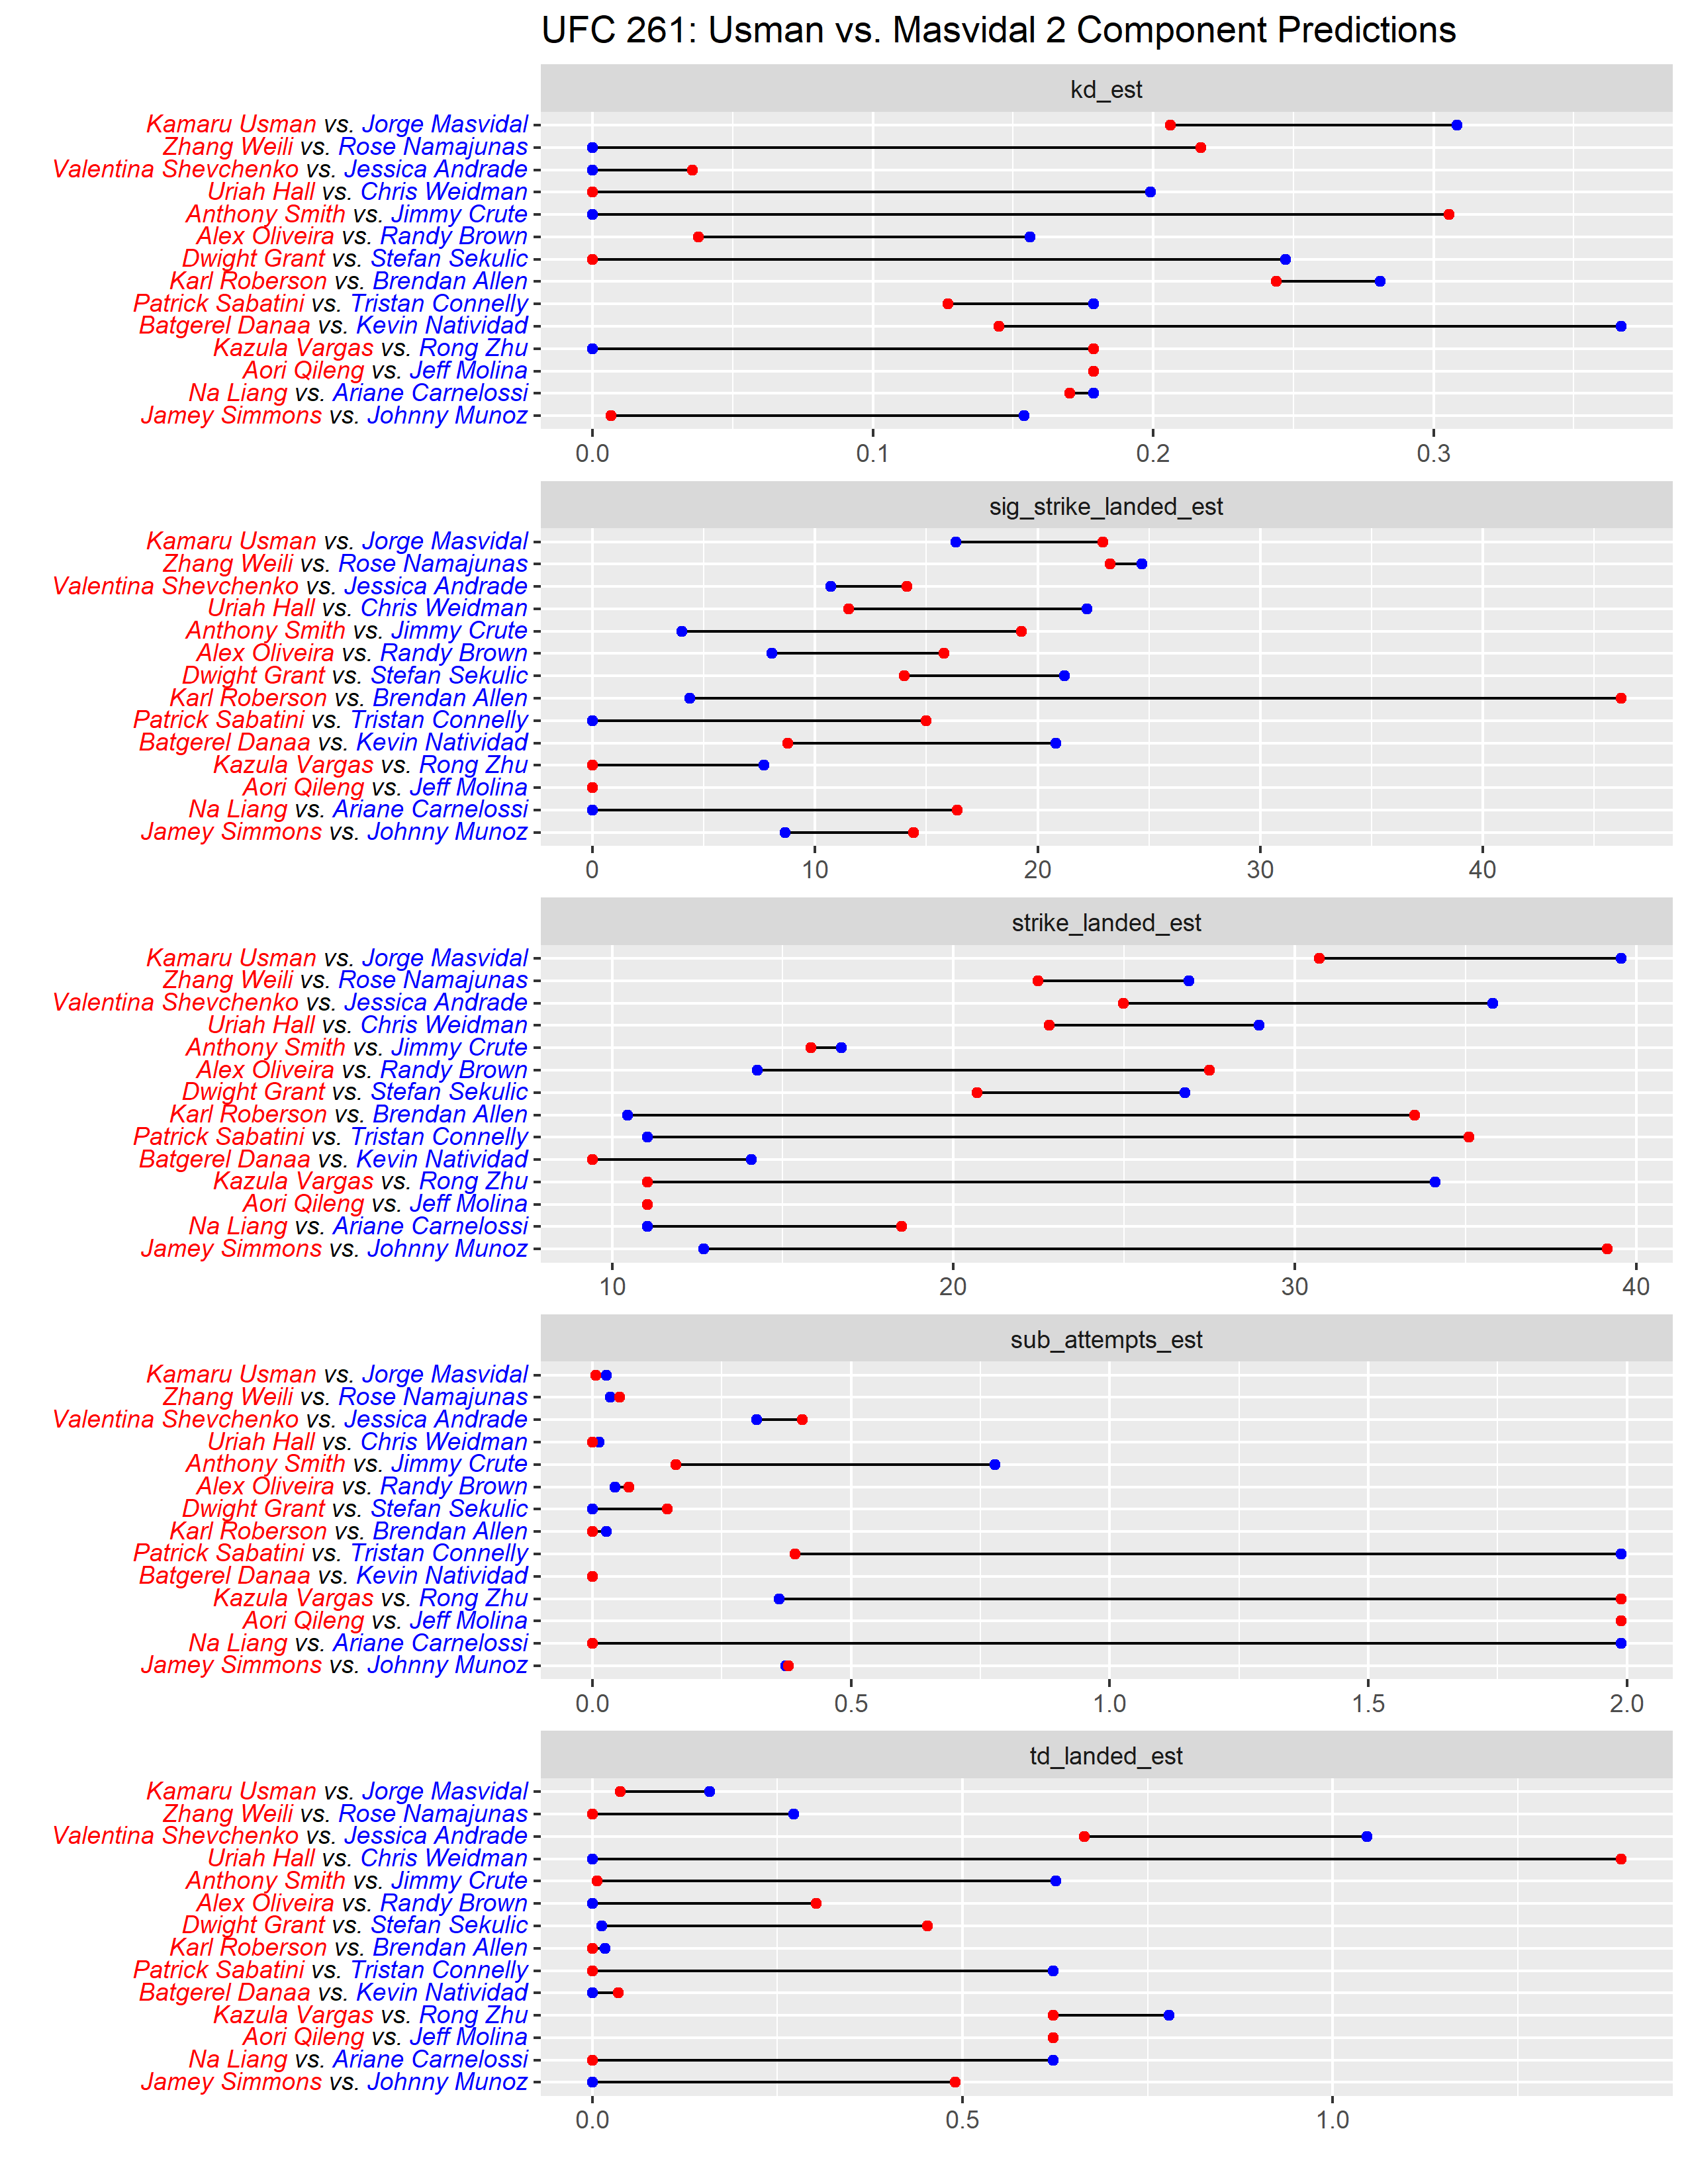 UFC 261: Usman vs. Masvidal 2 Component Predictions
kd_est
Kamaru Usman vs. Jorge Masvidal
Zhang Weili vs. Rose Namajunas
Valentina Shevchenko vs. Jessica Andrade
Uriah Hall vs. Chris Weidman
Anthony Smith vs. Jimmy Crute
Alex Oliveira vs. Randy Brown
Dwight Grant vs. Stefan Sekulic
Karl Roberson vs. Brendan Allen
Patrick Sabatini vs. Tristan Connelly
Batgerel Danaa vs. Kevin Natividad
Kazula Vargas vs. Rong Zhu
Aori Qileng vs. Jeff Molina
Na Liang vs. Ariane Carnelossi
Jamey Simmons vs. Johnny Munoz
0.0 0.1 0.2 0.3
sig_strike_landed_est
Kamaru Usman vs. Jorge Masvidal
Zhang Weili vs. Rose Namajunas
Valentina Shevchenko vs. Jessica Andrade
Uriah Hall vs. Chris Weidman
Anthony Smith vs. Jimmy Crute
Alex Oliveira vs. Randy Brown
Dwight Grant vs. Stefan Sekulic
Karl Roberson vs. Brendan Allen
Patrick Sabatini vs. Tristan Connelly
Batgerel Danaa vs. Kevin Natividad
Kazula Vargas vs. Rong Zhu
Aori Qileng vs. Jeff Molina
Na Liang vs. Ariane Carnelossi
Jamey Simmons vs. Johnny Munoz
0 10 20 30 40
strike_landed_est
Kamaru Usman vs. Jorge Masvidal
Zhang Weili vs. Rose Namajunas
Valentina Shevchenko vs. Jessica Andrade
Uriah Hall vs. Chris Weidman
Anthony Smith vs. Jimmy Crute
Alex Oliveira vs. Randy Brown
Dwight Grant vs. Stefan Sekulic
Karl Roberson vs. Brendan Allen
Patrick Sabatini vs. Tristan Connelly
Batgerel Danaa vs. Kevin Natividad
Kazula Vargas vs. Rong Zhu
Aori Qileng vs. Jeff Molina
Na Liang vs. Ariane Carnelossi
Jamey Simmons vs. Johnny Munoz
10 20 30 40
sub_attempts_est
Kamaru Usman vs. Jorge Masvidal
Zhang Weili vs. Rose Namajunas
Valentina Shevchenko vs. Jessica Andrade
Uriah Hall vs. Chris Weidman
Anthony Smith vs. Jimmy Crute
Alex Oliveira vs. Randy Brown
Dwight Grant vs. Stefan Sekulic
Karl Roberson vs. Brendan Allen
Patrick Sabatini vs. Tristan Connelly
Batgerel Danaa vs. Kevin Natividad
Kazula Vargas vs. Rong Zhu
Aori Qileng vs. Jeff Molina
Na Liang vs. Ariane Carnelossi
Jamey Simmons vs. Johnny Munoz
0.0 0.5 1.0 1.5 2.0
td_landed_est
Kamaru Usman vs. Jorge Masvidal
Zhang Weili vs. Rose Namajunas
Valentina Shevchenko vs. Jessica Andrade
Uriah Hall vs. Chris Weidman
Anthony Smith vs. Jimmy Crute
Alex Oliveira vs. Randy Brown
Dwight Grant vs. Stefan Sekulic
Karl Roberson vs. Brendan Allen
Patrick Sabatini vs. Tristan Connelly
Batgerel Danaa vs. Kevin Natividad
Kazula Vargas vs. Rong Zhu
Aori Qileng vs. Jeff Molina
Na Liang vs. Ariane Carnelossi
Jamey Simmons vs. Johnny Munoz
0.0 0.5 1.0